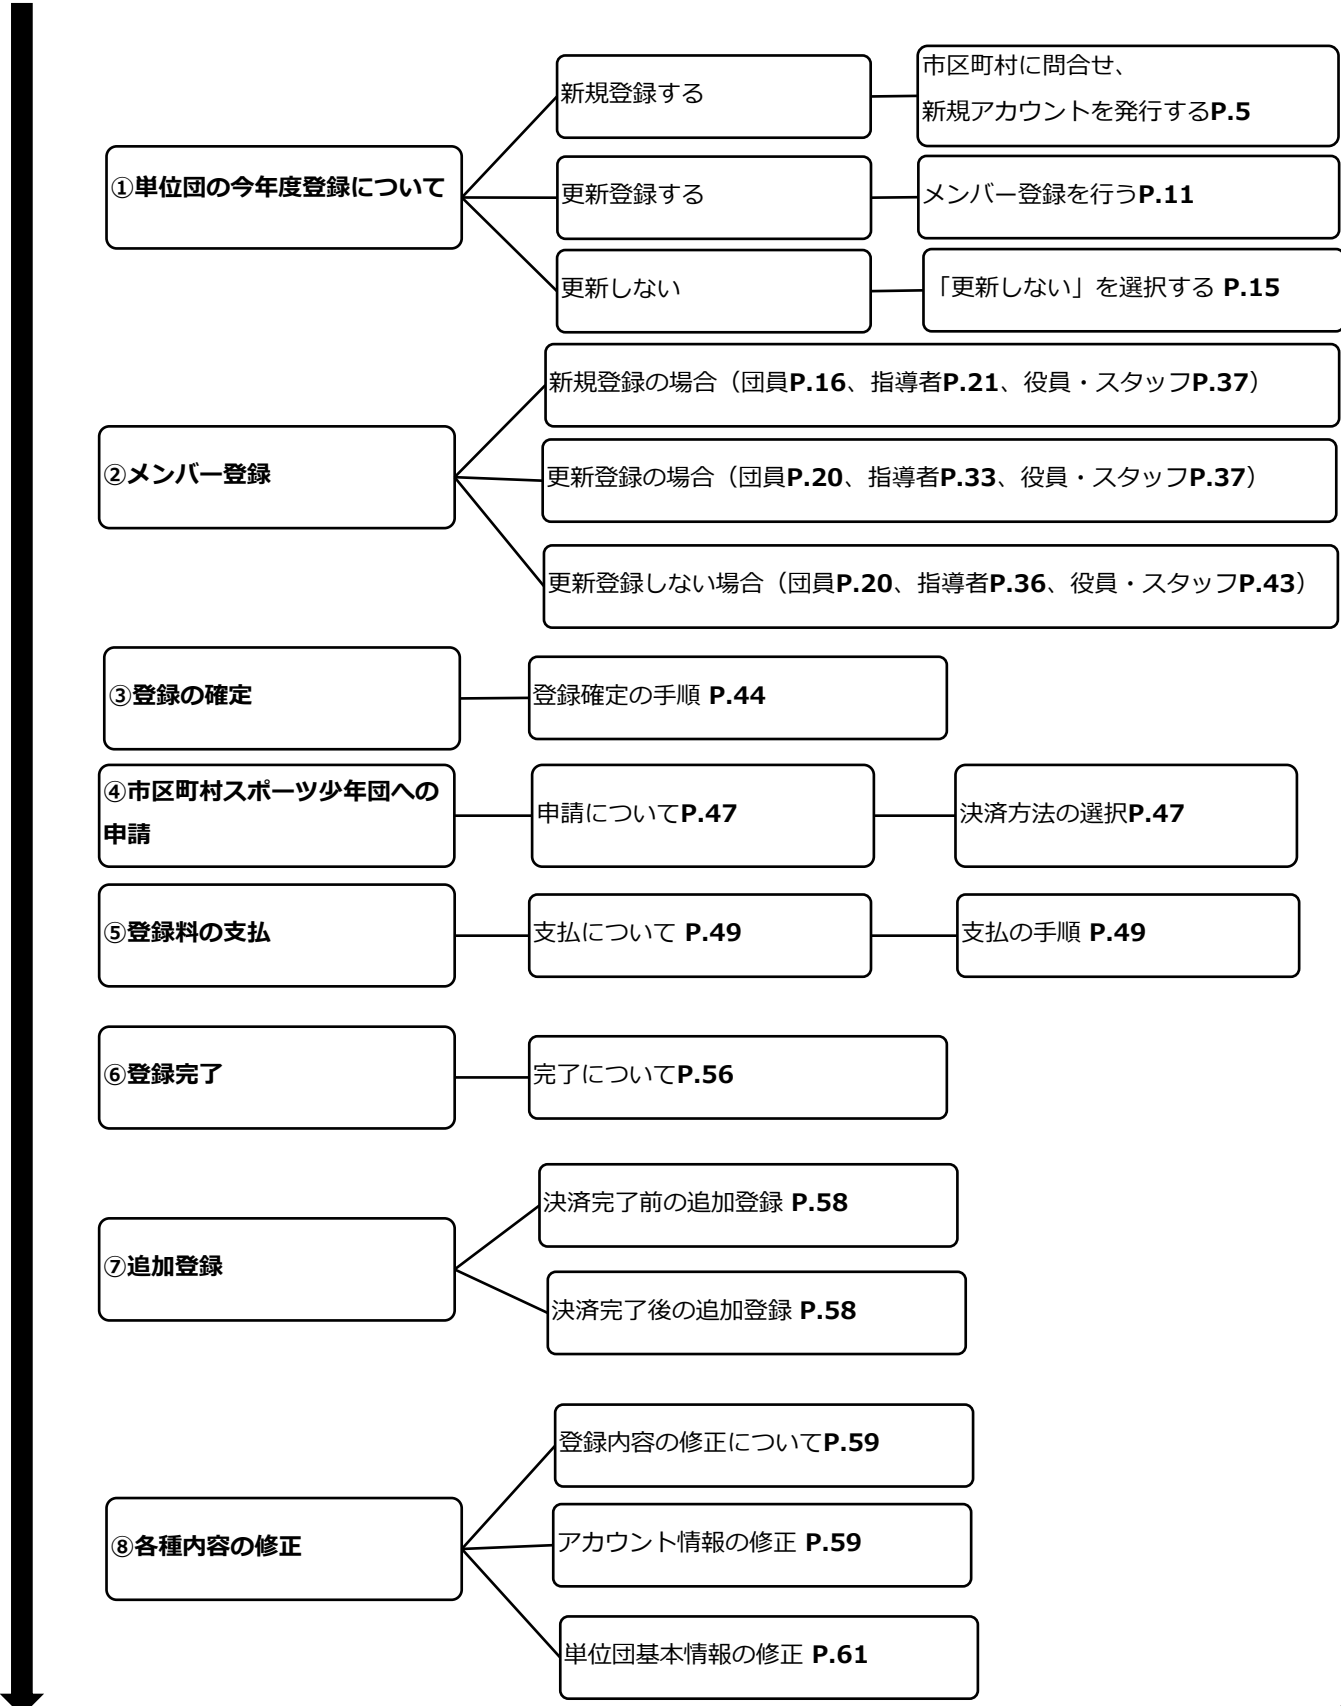 ①単位団の今年度登録について
新規登録する
市区町村に問合せ、
新規アカウントを発行するP.5
更新登録する
メンバー登録を行うP.11
更新しない
「更新しない」を選択する P.15
②メンバー登録
新規登録の場合（団員P.16、指導者P.21、役員・スタッフP.37）
更新登録の場合（団員P.20、指導者P.33、役員・スタッフP.37）
更新登録しない場合（団員P.20、指導者P.36、役員・スタッフP.43）
③登録の確定
登録確定の手順 P.44
④市区町村スポーツ少年団への
申請
申請についてP.47
決済方法の選択P.47
⑤登録料の支払
支払について P.49
支払の手順 P.49
⑥登録完了
完了についてP.56
⑦追加登録
決済完了前の追加登録 P.58
決済完了後の追加登録 P.58
⑧各種内容の修正
登録内容の修正についてP.59
アカウント情報の修正 P.59
単位団基本情報の修正 P.61